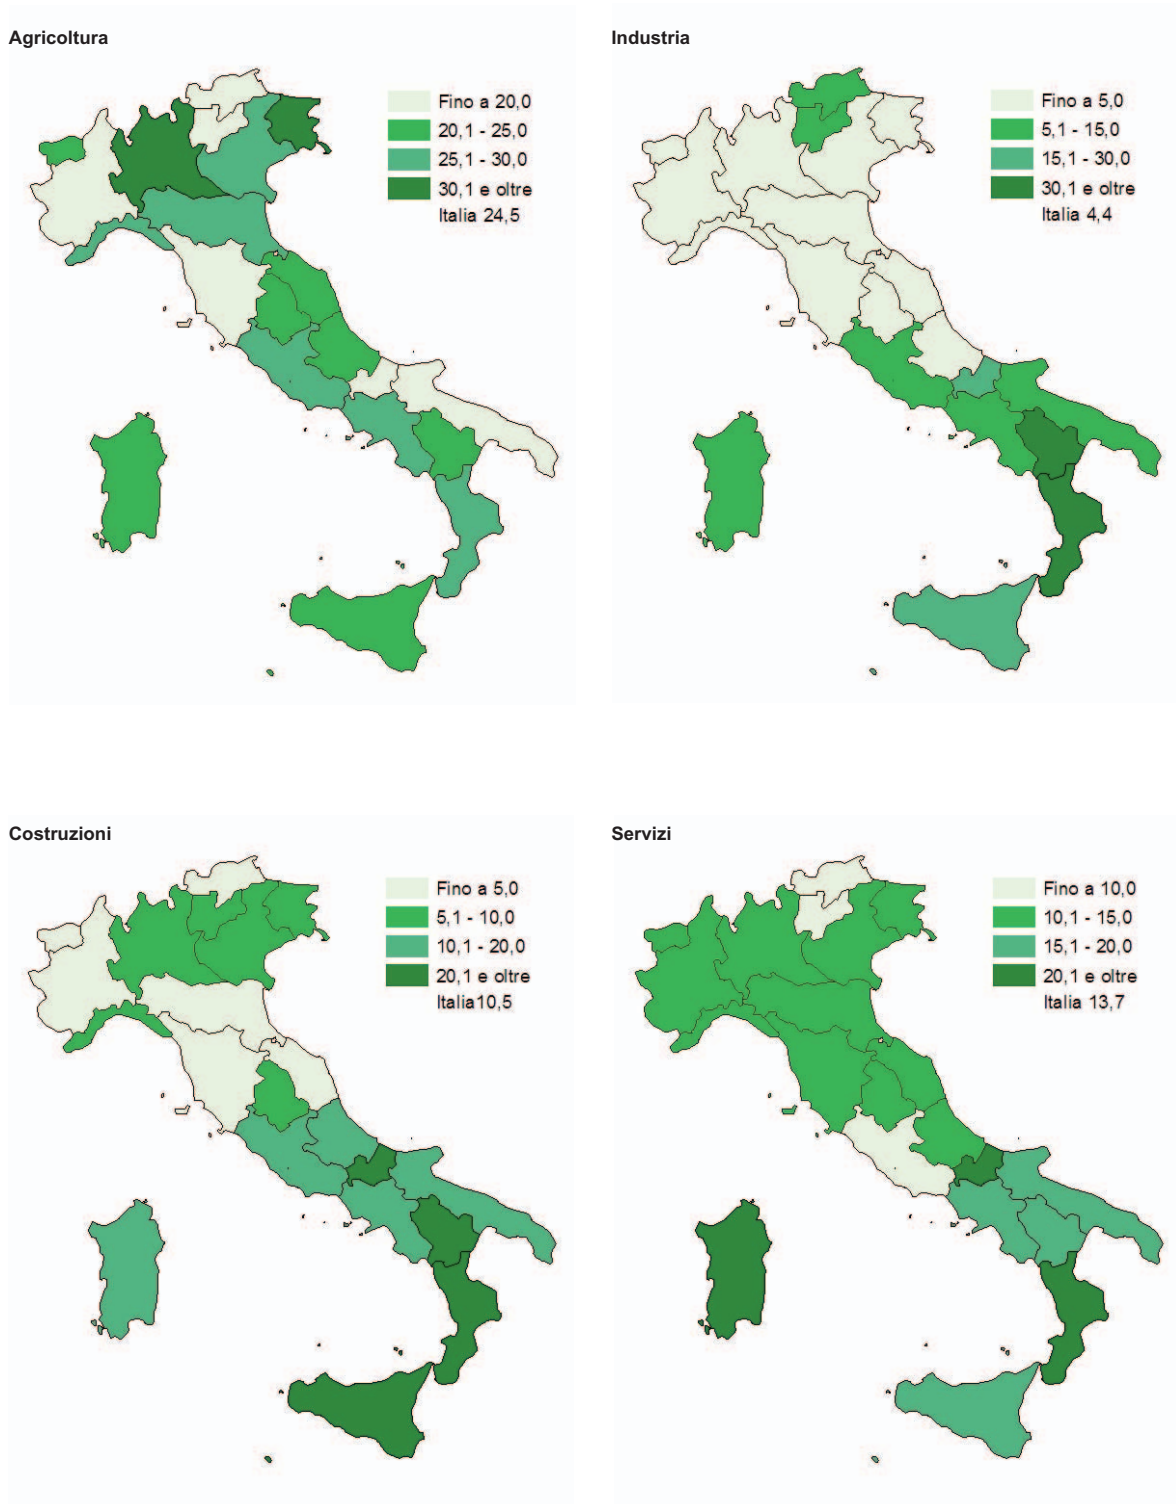 Agricoltura
Fino a 20,0
20,1 - 25,0
25,1 - 30,0
30,1 e oltre
Italia 24,5
Industria
Fino a 5,0
5,1 - 15,0
15,1 - 30,0
30,1 e oltre
Italia 4,4
Costruzioni
Fino a 5,0
5,1 - 10,0
10,1 - 20,0
20,1 e oltre
Italia10,5
Servizi
Fino a 10,0
10,1 - 15,0
15,1 - 20,0
20,1 e oltre
Italia 13,7